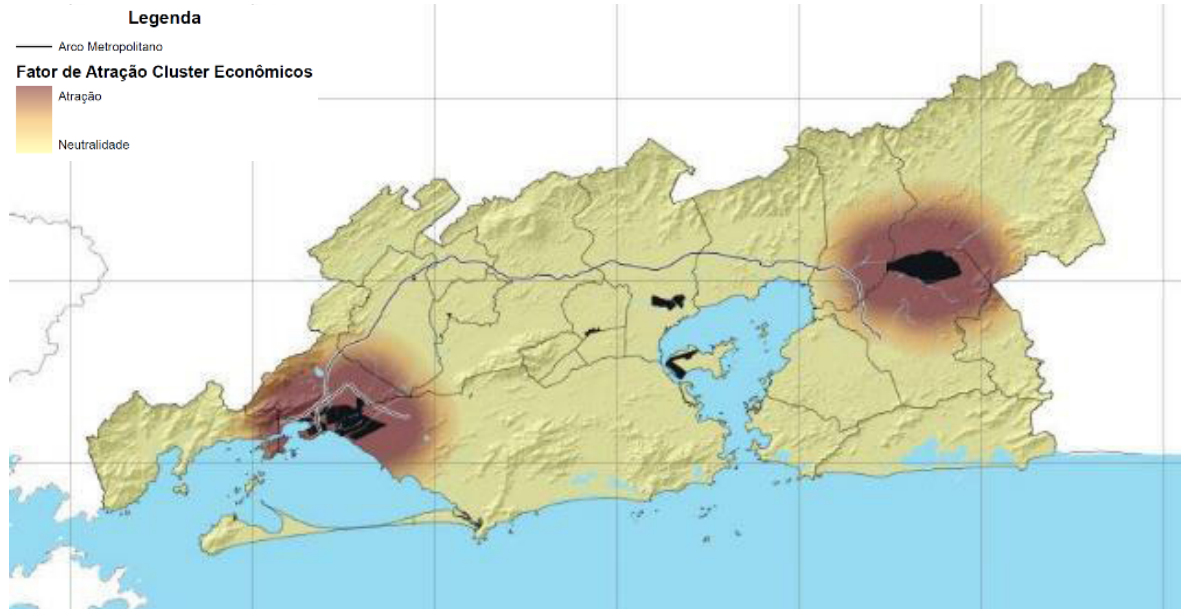 Legenda
Arco Metropolitano
Fator de Atração Cluster Econômicos
Atração
Neutralidade